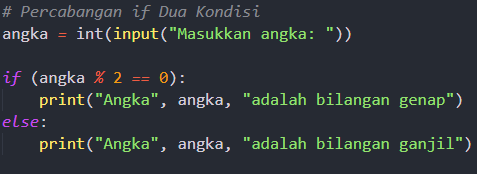 # Percabangan if Dua Kondisi
angka = int(input("Masukkan angka: "))
if (angka % 2 == 0):
    print("Angka", angka, "adalah bilangan genap")
else:
    print("Angka", angka, "adalah bilangan ganjil")